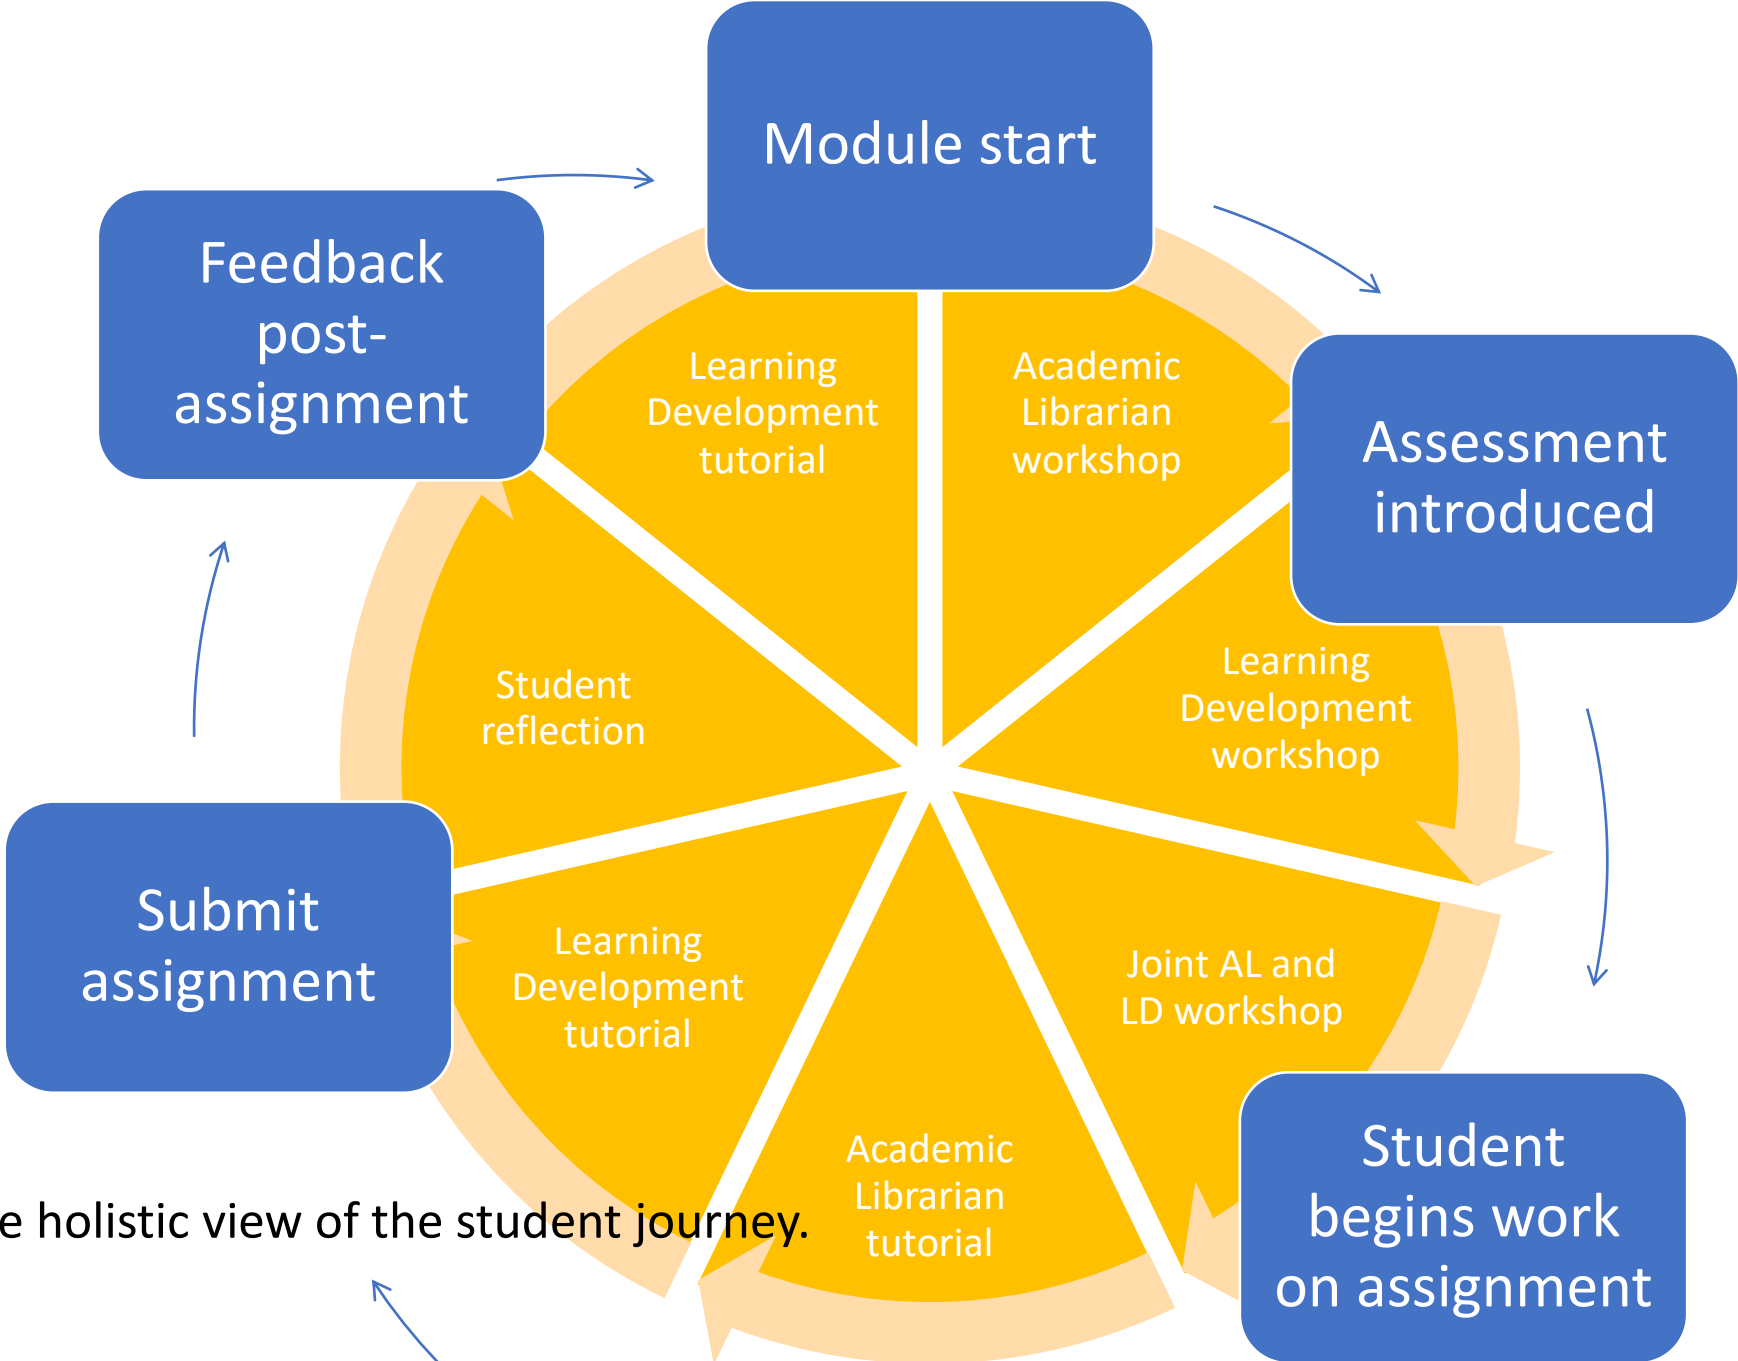 Module start
Feedback
post-
assignment
Assessment
introduced
Learning
Development
tutorial
Academic
Librarian
workshop
Student
reflection
Learning
Development
workshop
Submit
assignment
Learning
Development
tutorial
Joint AL and
LD workshop
Academic
Librarian
tutorial
Student
begins work
on assignment
e holistic view of the student journey.